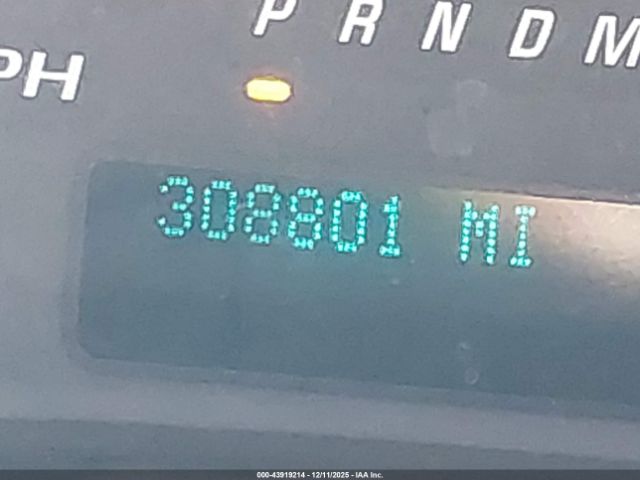 P R N D M
PH
308801 MI
000-43919214 - 12/11/2025 - IAA Inc.